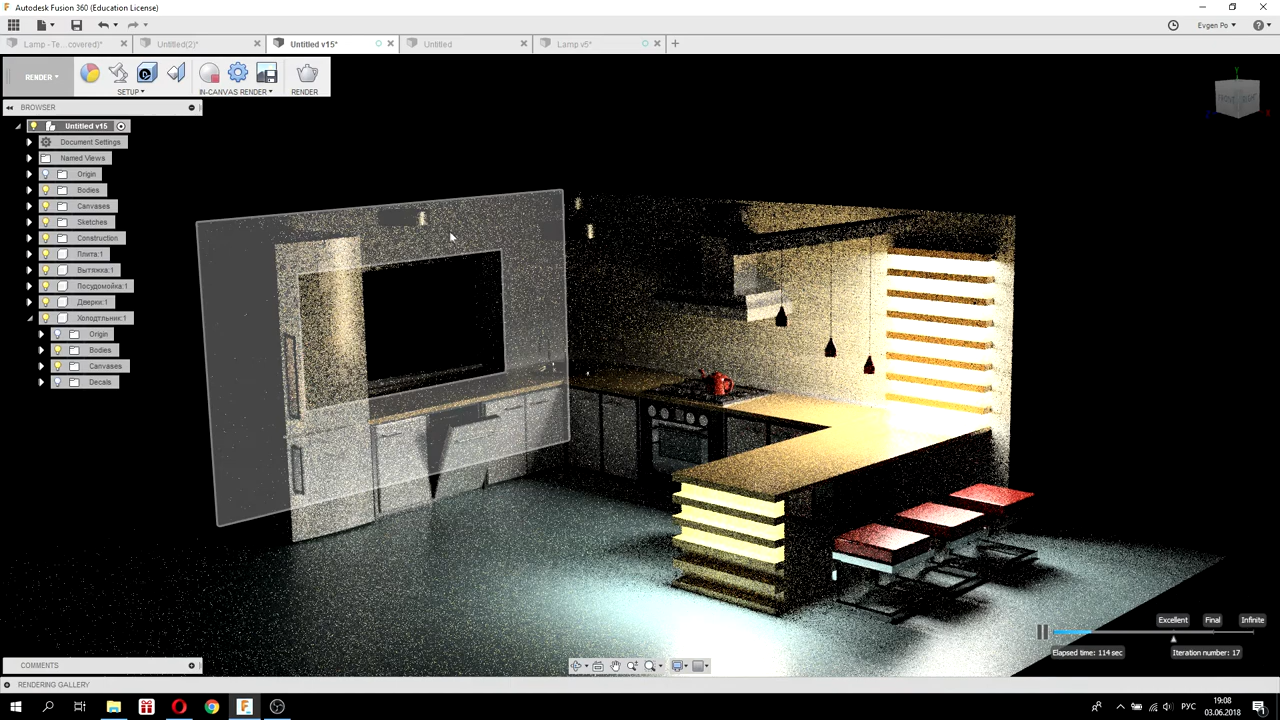 Autodesk Fusion 360 (Education License)
Evgen Po
Lamp - Te...covered)*
Untitled(2)*
Untitled v15*
Untitled
Lamp v5*
RENDER
SETUP
IN-CANVAS RENDER
RENDER
BROWSER
Untitled v15
Document Settings
Named Views
Origin
Bodies
Canvases
Sketches
Construction
Плита:1
Вытяжка:1
Посудомойка:1
Дверки:1
Холодтльник:1
Origin
Bodies
Canvases
Decals
Excellent
Final
Infinite
Elapsed time: 114 sec
Iteration number: 17
COMMENTS
RENDERING GALLERY
РУС
19:08
03.06.2018